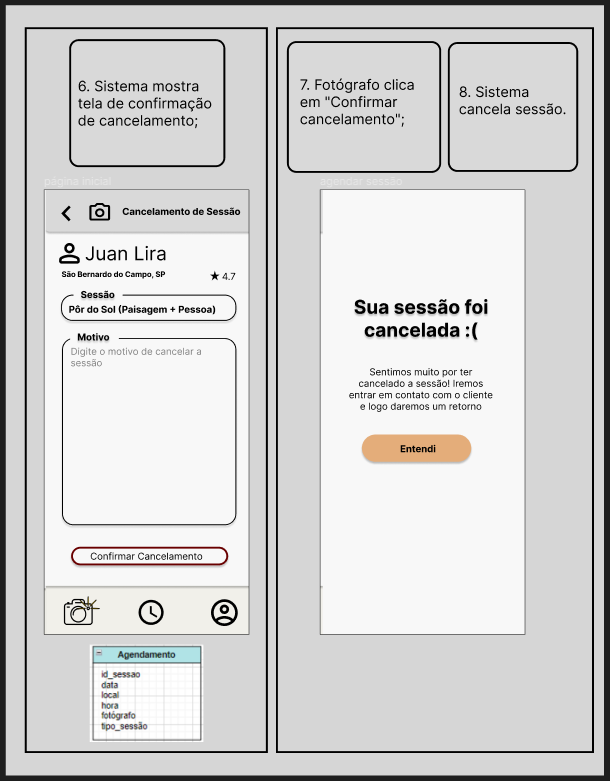 6. Sistema mostra
tela de confirmação
de cancelamento;
7. Fotógrafo clica
em "Confirmar
cancelamento";
8. Sistema
cancela sessão.
página inicial
Cancelamento de Sessão
Juan Lira
São Bernardo do Campo, SP
★ 4.7
Sessão
Pôr do Sol (Paisagem + Pessoa)
Motivo
Digite o motivo de cancelar a
sessão
Confirmar Cancelamento
Agendamento
id_sessao
data
local
hora
fotógrafo
tipo_sessão
agendar sessão
Sua sessão foi
cancelada :(
Sentimos muito por ter
cancelado a sessão! Iremos
entrar em contato com o cliente
e logo daremos um retorno
Entendi